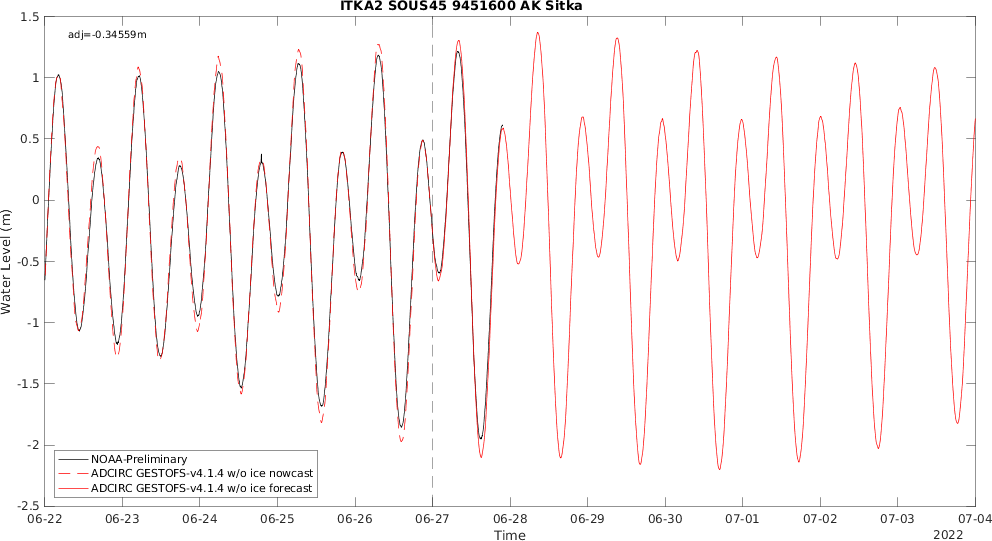 ITKA2 SOUS45 9451600 AK Sitka
adj=-0.34559m
1.5
1
0.5
0
-0.5
-1
-1.5
-2
-2.5
Water Level (m)
NOAA-Preliminary
ADCIRC GESTOFS-v4.1.4 w/o ice nowcast
ADCIRC GESTOFS-v4.1.4 w/o ice forecast
06-22 06-23 06-24 06-25 06-26 06-27 06-28 06-29 06-30 07-01 07-02 07-03 07-04
Time
2022